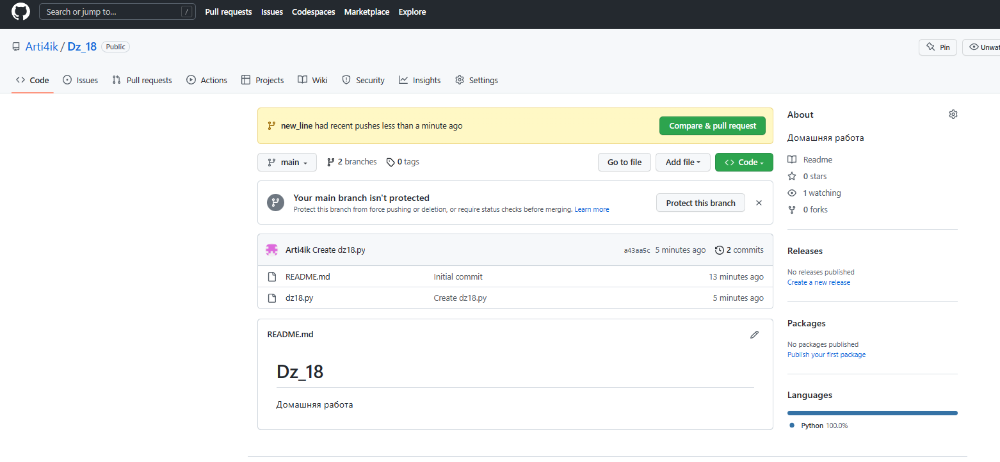 Search or jump to... / Pull requests Issues Codespaces Marketplace Explore
Arti4ik / Dz_18 Public
Pin
Unwat
Code Issues Pull requests Actions Projects Wiki Insights Security Settings
new_line had recent pushes less than a minute ago
Compare & pull request
main 2 branches 0 tags
Go to file Add file Code
Your main branch isn't protected
Protect this branch from force pushing or deletion, or require status checks before merging. Learn more
Protect this branch
Arti4ik Create dz18.py a43aa5c 5 minutes ago 2 commits
README.md Initial commit 13 minutes ago
dz18.py Create dz18.py 5 minutes ago
README.md
Dz_18
Домашняя работа
About
Домашняя работа
Readme
0 stars
1 watching
0 forks
Releases
No releases published
Create a new release
Packages
No packages published
Publish your first package
Languages
Python 100.0%